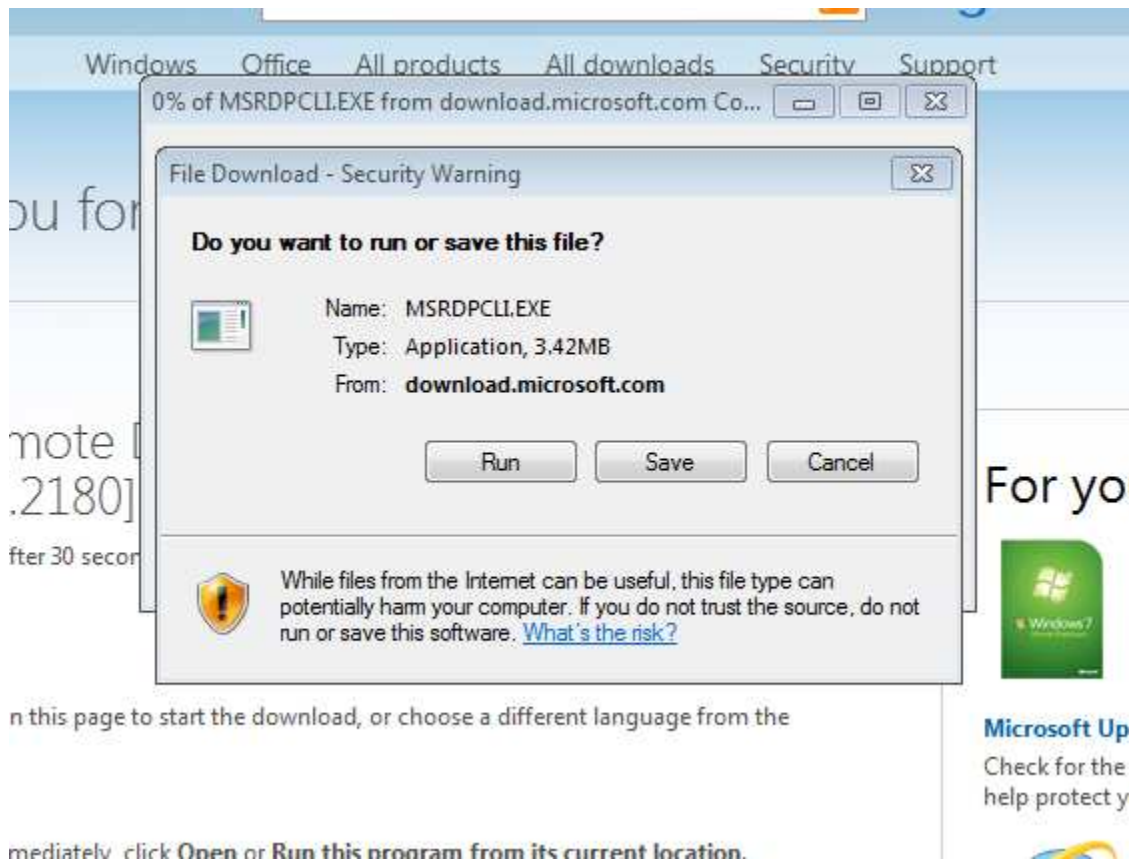 Windows Office All products All downloads Security Support
0% of MSRDPCLI.EXE from download.microsoft.com Co...
File Download - Security Warning
Do you want to run or save this file?
Name: MSRDPCLI.EXE
Type: Application, 3.42MB
From: download.microsoft.com
Run Save Cancel
While files from the Internet can be useful, this file type can
potentially harm your computer. If you do not trust the source, do not
run or save this software. What's the risk?
ou for
mote
.2180]
fter 30 secon
For yo
Windows 7
n this page to start the download, or choose a different language from the
Microsoft Up
Check for the
help protect y
mediately, click Open or Run this program from its current location.